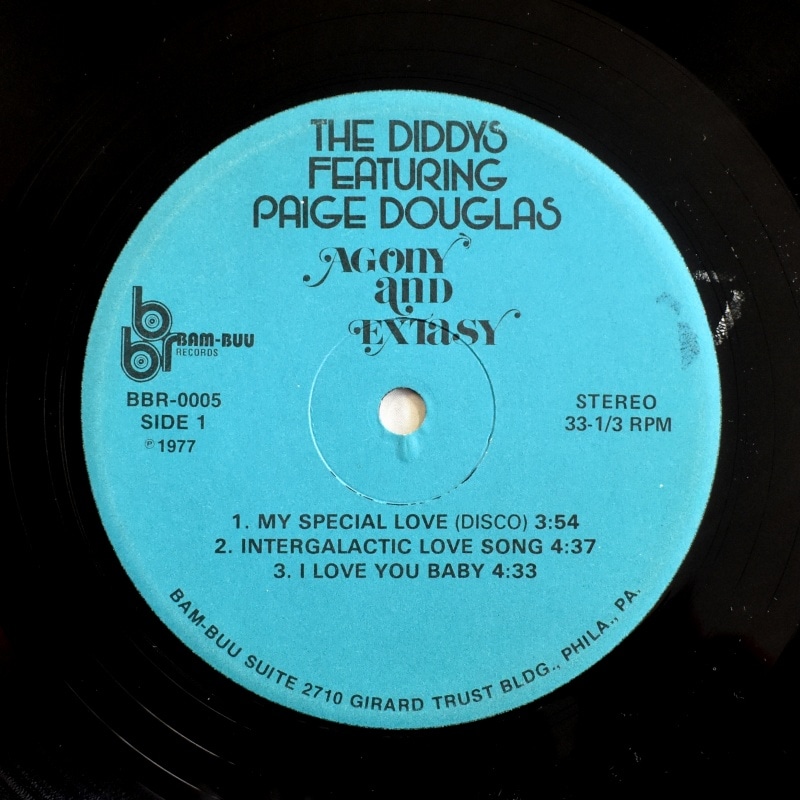 THE DIDDYS
FEATURING
PAIGE DOUGLAS
AGONY
AND
EXTASY
bbr BAM-BUU
RECORDS
BBR-0005
SIDE 1
℗ 1977
STEREO
33-1/3 RPM
1. MY SPECIAL LOVE (DISCO) 3:54
2. INTERGALACTIC LOVE SONG 4:37
3. I LOVE YOU BABY 4:33
BAM-BUU SUITE 2710 GIRARD TRUST BLDG., PHILA., PA.